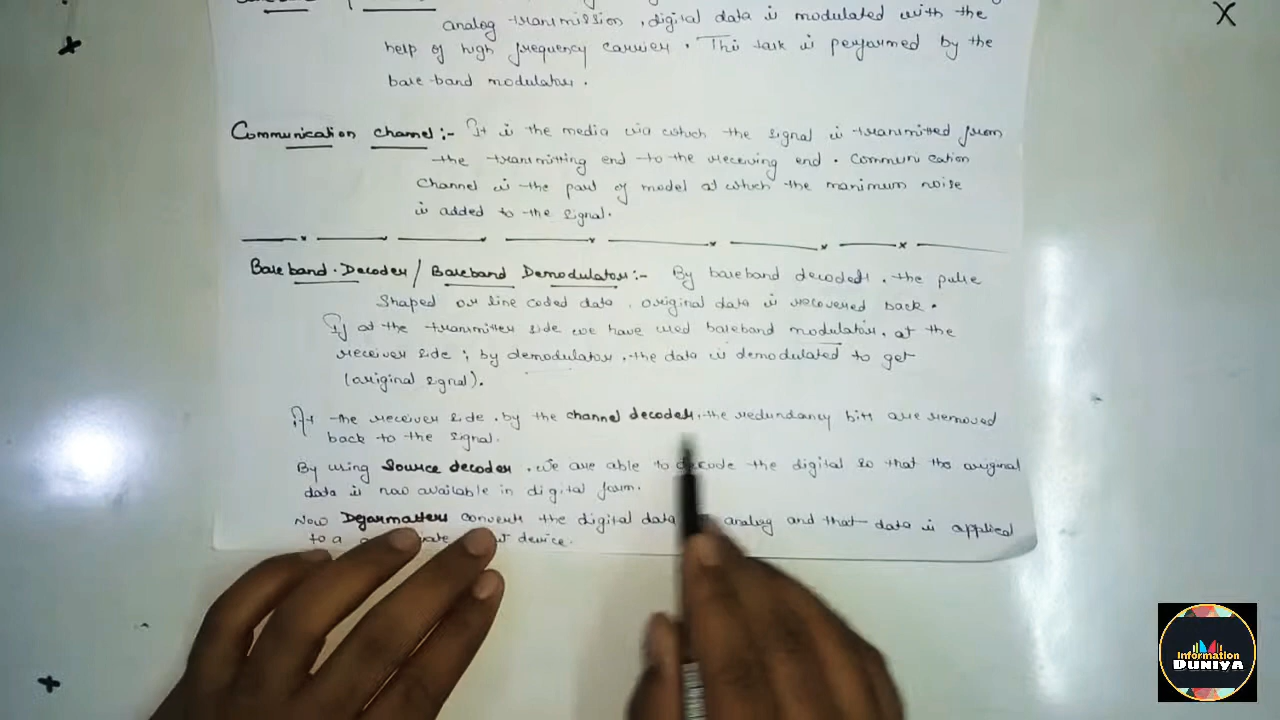 analog transmission, digital data is modulated with the
help of high frequency carrier. This task is performed by the
base-band modulator.
Communication channel:- It is the media via which the signal is transmitted from
the transmitting end to the receiving end. Communication
Channel is the part of model at which the maximum noise
is added to the signal.
Baseband-Decoder / Baseband Demodulator:- By baseband decoder, the pulse
Shaped or line coded data, original data is recovered back.
If at the transmitter side we have used baseband modulator, at the
receiver side, by demodulator, the data is demodulated to get
(original signal).
At the receiver side, by the channel decoder, the redundancy bits are removed
back to the signal.
By using Source decoder, we are able to decode the digital so that the original
data is now available in digital form.
Now Deformatters converts the digital data analog and that data is applied
to a device.
Information
DUNIYA